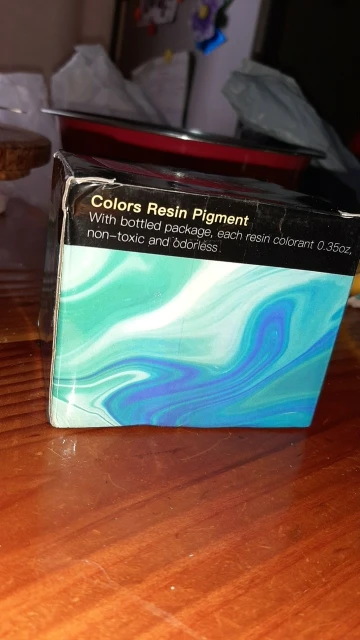 Colors Resin Pigment
With bottled package, each resin colorant 0.35oz,
non-toxic and odorless.